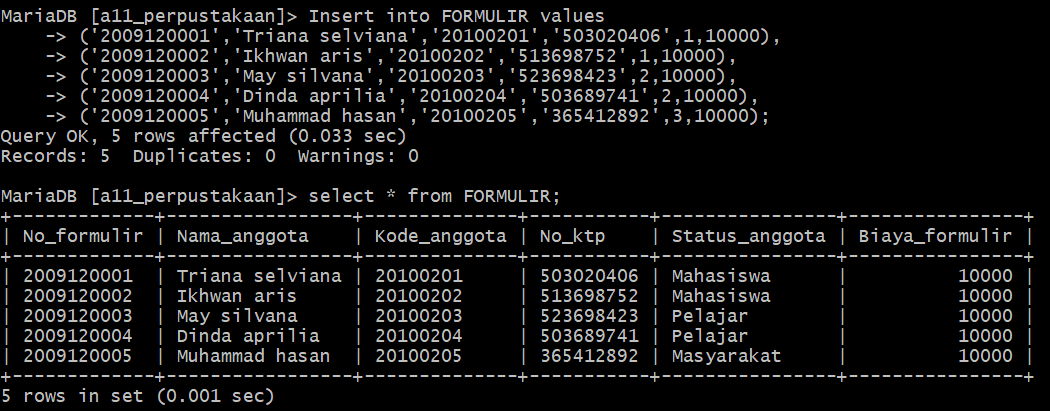 MariaDB [a11_perpustakaan]> Insert into FORMULIR values
    -> ('2009120001','Triana selviana','20100201','503020406',1,10000),
    -> ('2009120002','Ikhwan aris','20100202','513698752',1,10000),
    -> ('2009120003','May silvana','20100203','523698423',2,10000),
    -> ('2009120004','Dinda aprilia','20100204','503689741',2,10000),
    -> ('2009120005','Muhammad hasan','20100205','365412892',3,10000);
Query OK, 5 rows affected (0.033 sec)
Records: 5  Duplicates: 0  Warnings: 0

MariaDB [a11_perpustakaan]> select * from FORMULIR;
+-------------+-----------------+--------------+-----------+----------------+----------------+
| No_formulir | Nama_anggota    | Kode_anggota | No_ktp    | Status_anggota | Biaya_formulir |
+-------------+-----------------+--------------+-----------+----------------+----------------+
| 2009120001  | Triana selviana | 20100201     | 503020406 | Mahasiswa      |          10000 |
| 2009120002  | Ikhwan aris     | 20100202     | 513698752 | Mahasiswa      |          10000 |
| 2009120003  | May silvana     | 20100203     | 523698423 | Pelajar        |          10000 |
| 2009120004  | Dinda aprilia   | 20100204     | 503689741 | Pelajar        |          10000 |
| 2009120005  | Muhammad hasan  | 20100205     | 365412892 | Masyarakat     |          10000 |
+-------------+-----------------+--------------+-----------+----------------+----------------+
5 rows in set (0.001 sec)